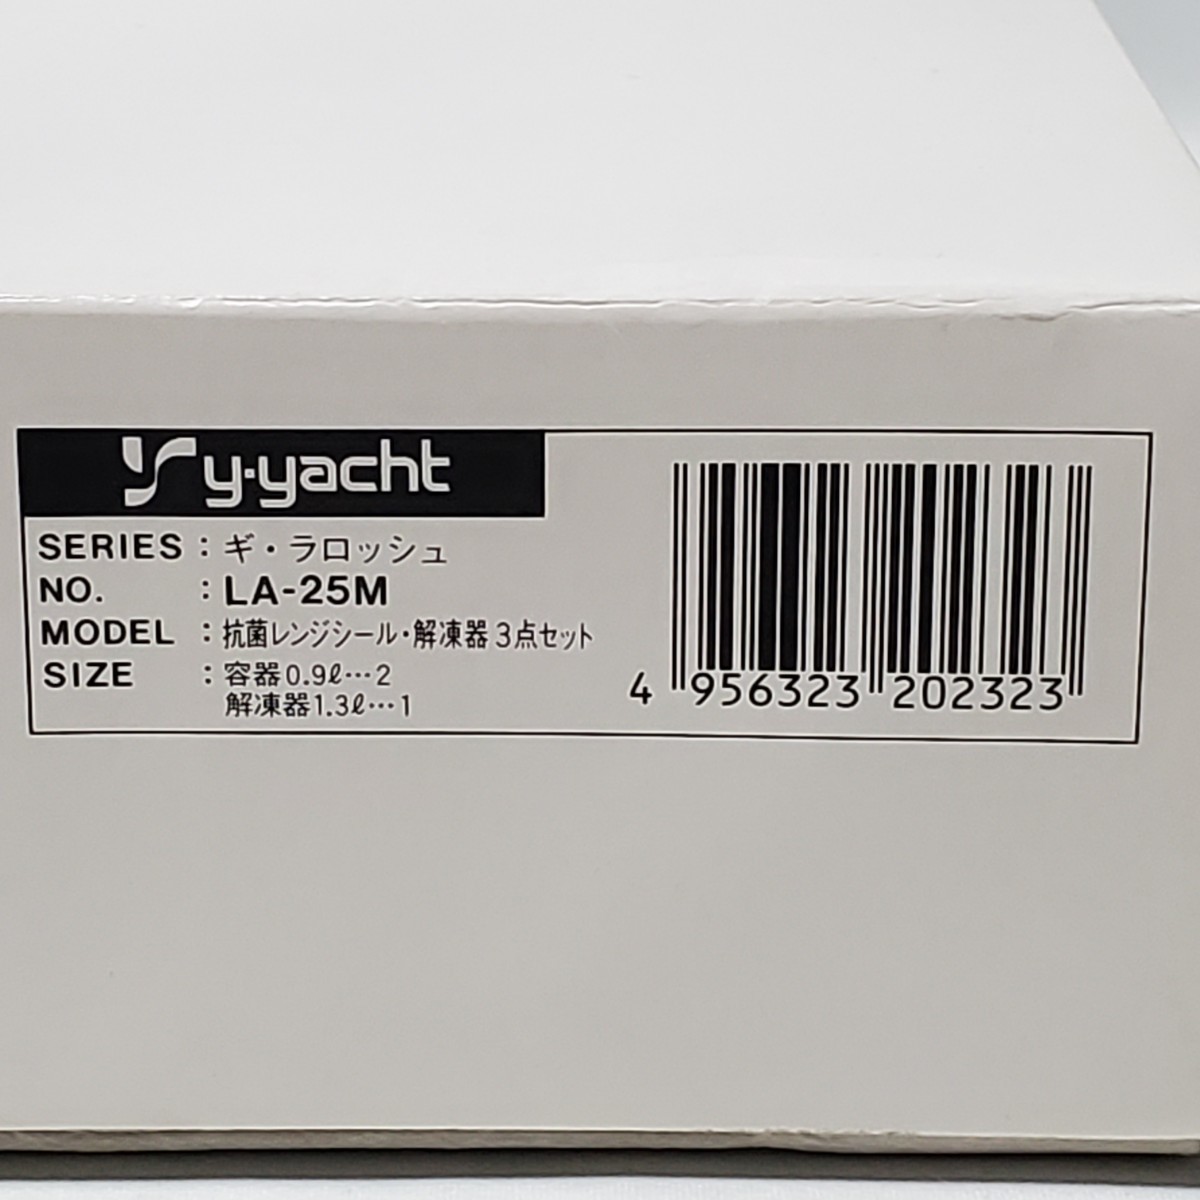 y·yacht
SERIES : ギ・ラロッシュ
NO. : LA-25M
MODEL : 抗菌レンジシール・解凍器3点セット
SIZE : 容器0.9ℓ…2
解凍器1.3ℓ…1
4 956323 202323